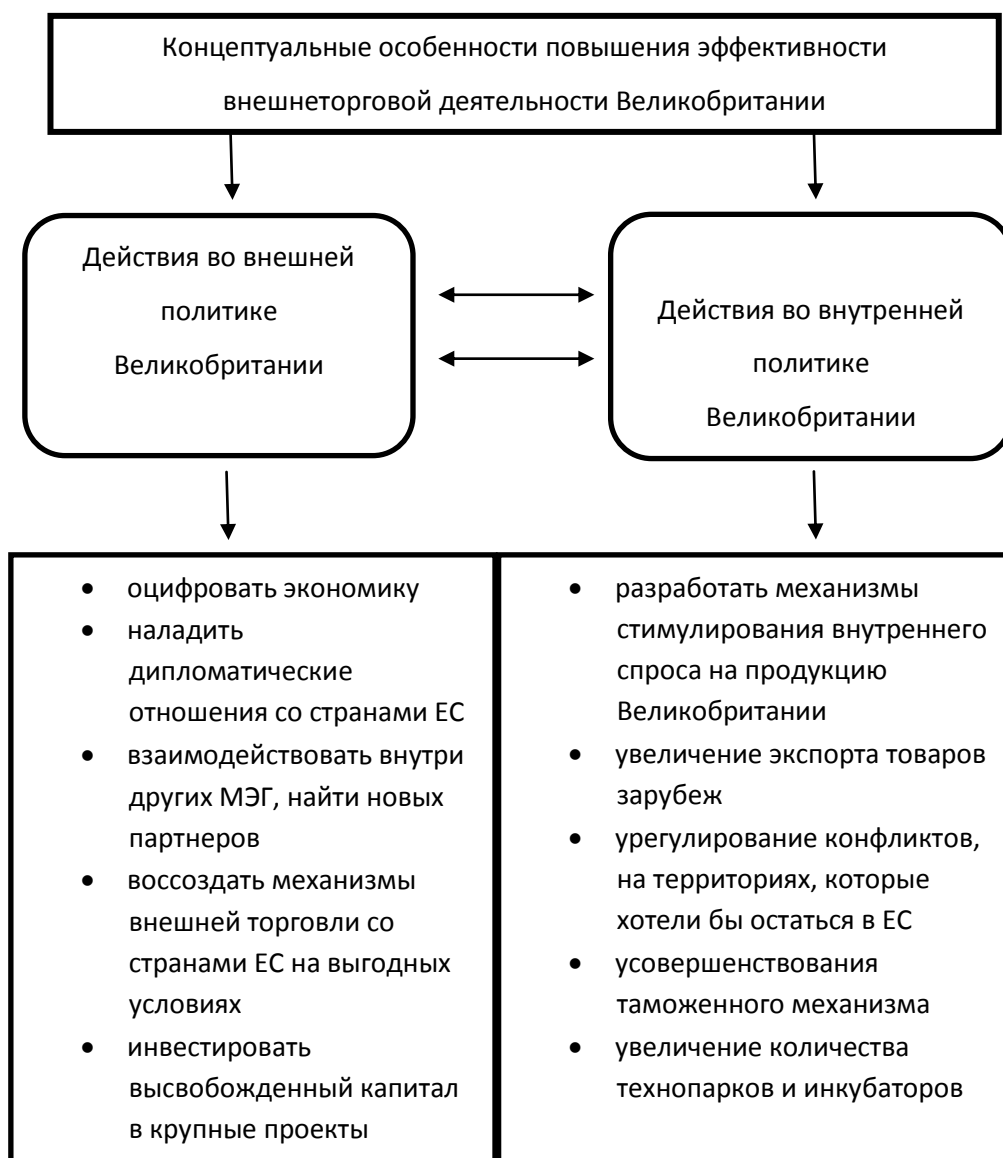 Концептуальные особенности повышения эффективности
внешнеторговой деятельности Великобритании
Действия во внешней
политике
Великобритании
Действия во внутренней
политике
Великобритании
• оцифровать экономику
• наладить
дипломатические
отношения со странами ЕС
• взаимодействовать внутри
других МЭГ, найти новых
партнеров
• воссоздать механизмы
внешней торговли со
странами ЕС на выгодных
условиях
• инвестировать
высвобожденный капитал
в крупные проекты
• разработать механизмы
стимулирования внутреннего
спроса на продукцию
Великобритании
• увеличение экспорта товаров
зарубеж
• урегулирование конфликтов,
на территориях, которые
хотели бы остаться в ЕС
• усовершенствования
таможенного механизма
• увеличение количества
технопарков и инкубаторов